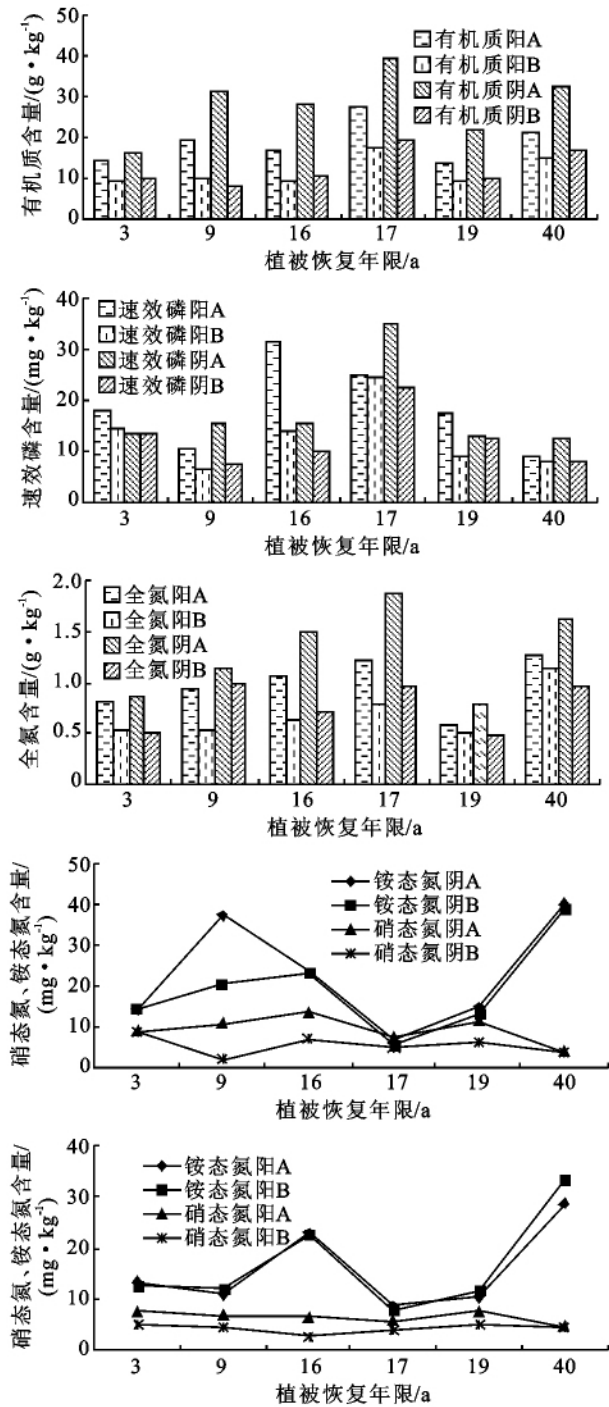 有机质含量/(g·kg⁻¹)
50
40
30
20
10
0
有机质阳A
有机质阳B
有机质阴A
有机质阴B
3 9 16 17 19 40
植被恢复年限/a
速效磷含量/(mg·kg⁻¹)
40
30
20
10
0
速效磷阳A
速效磷阳B
速效磷阴A
速效磷阴B
3 9 16 17 19 40
植被恢复年限/a
全氮含量/(g·kg⁻¹)
2.0
1.5
1.0
0.5
0
全氮阳A
全氮阳B
全氮阴A
全氮阴B
3 9 16 17 19 40
植被恢复年限/a
硝态氮、铵态氮含量/
(mg·kg⁻¹)
50
40
30
20
10
0
铵态氮阴A
铵态氮阴B
硝态氮阴A
硝态氮阴B
3 9 16 17 19 40
植被恢复年限/a
硝态氮、铵态氮含量/
(mg·kg⁻¹)
40
30
20
10
0
铵态氮阳A
铵态氮阳B
硝态氮阳A
硝态氮阳B
3 9 16 17 19 40
植被恢复年限/a